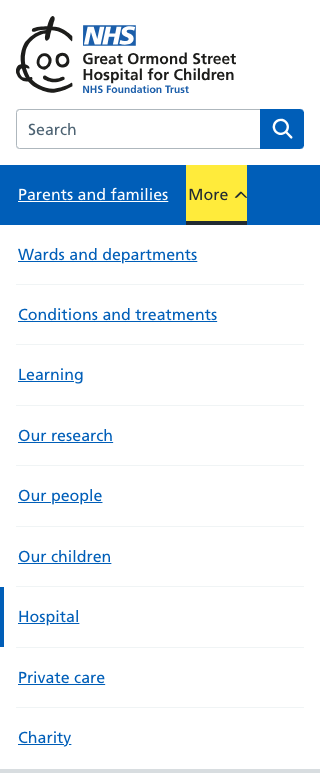 NHS
Great Ormond Street
Hospital for Children
NHS Foundation Trust
Search
Parents and families More
Wards and departments
Conditions and treatments
Learning
Our research
Our people
Our children
Hospital
Private care
Charity